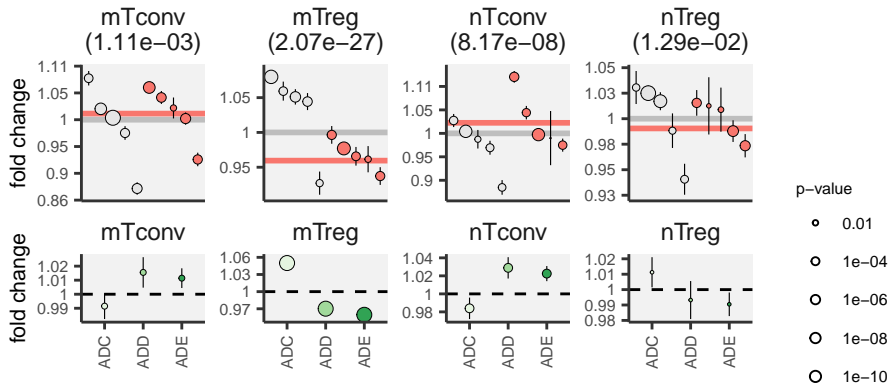 mTconv
(1.11e−03)
mTreg
(2.07e−27)
nTconv
(8.17e−08)
nTreg
(1.29e−02)
fold change
1.11
1.05
1
0.95
0.9
0.86
1.05
1
0.95
1.11
1.05
1
0.95
0.9
1.05
1.03
1
0.98
0.95
0.93
mTconv
mTreg
nTconv
nTreg
fold change
1.02
1.01
1
0.99
1.06
1.03
1
0.97
1.04
1.02
1
0.98
1.02
1.01
1
0.99
0.98
ADC
ADD
ADE
ADC
ADD
ADE
ADC
ADD
ADE
ADC
ADD
ADE
p−value
0.01
1e−04
1e−06
1e−08
1e−10